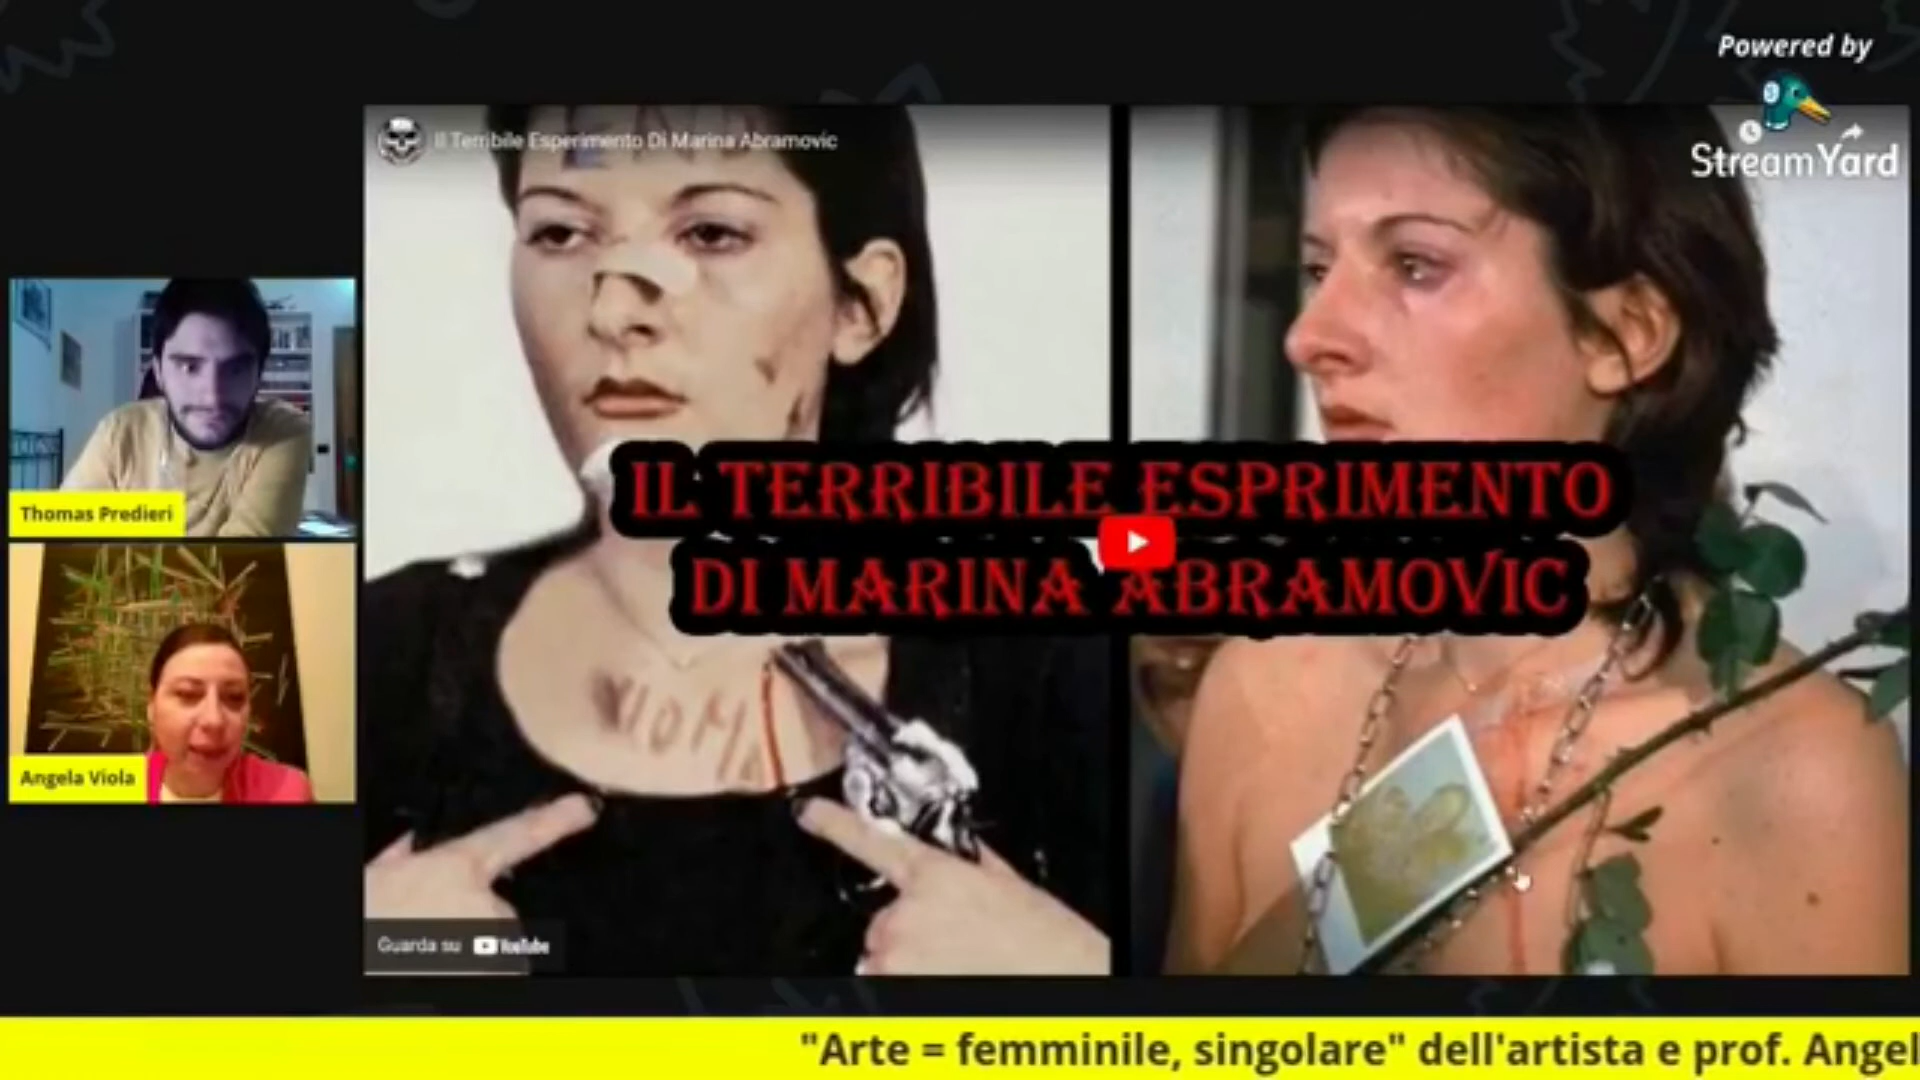 Powered by
StreamYard
Il Terribile Esperimento Di Marina Abramovic
IL TERRIBILE ESPRIMENTO
DI MARINA ABRAMOVIC
Thomas Predieri
Angela Viola
Guarda su YouTube
"Arte = femminile, singolare" dell'artista e prof. Angel